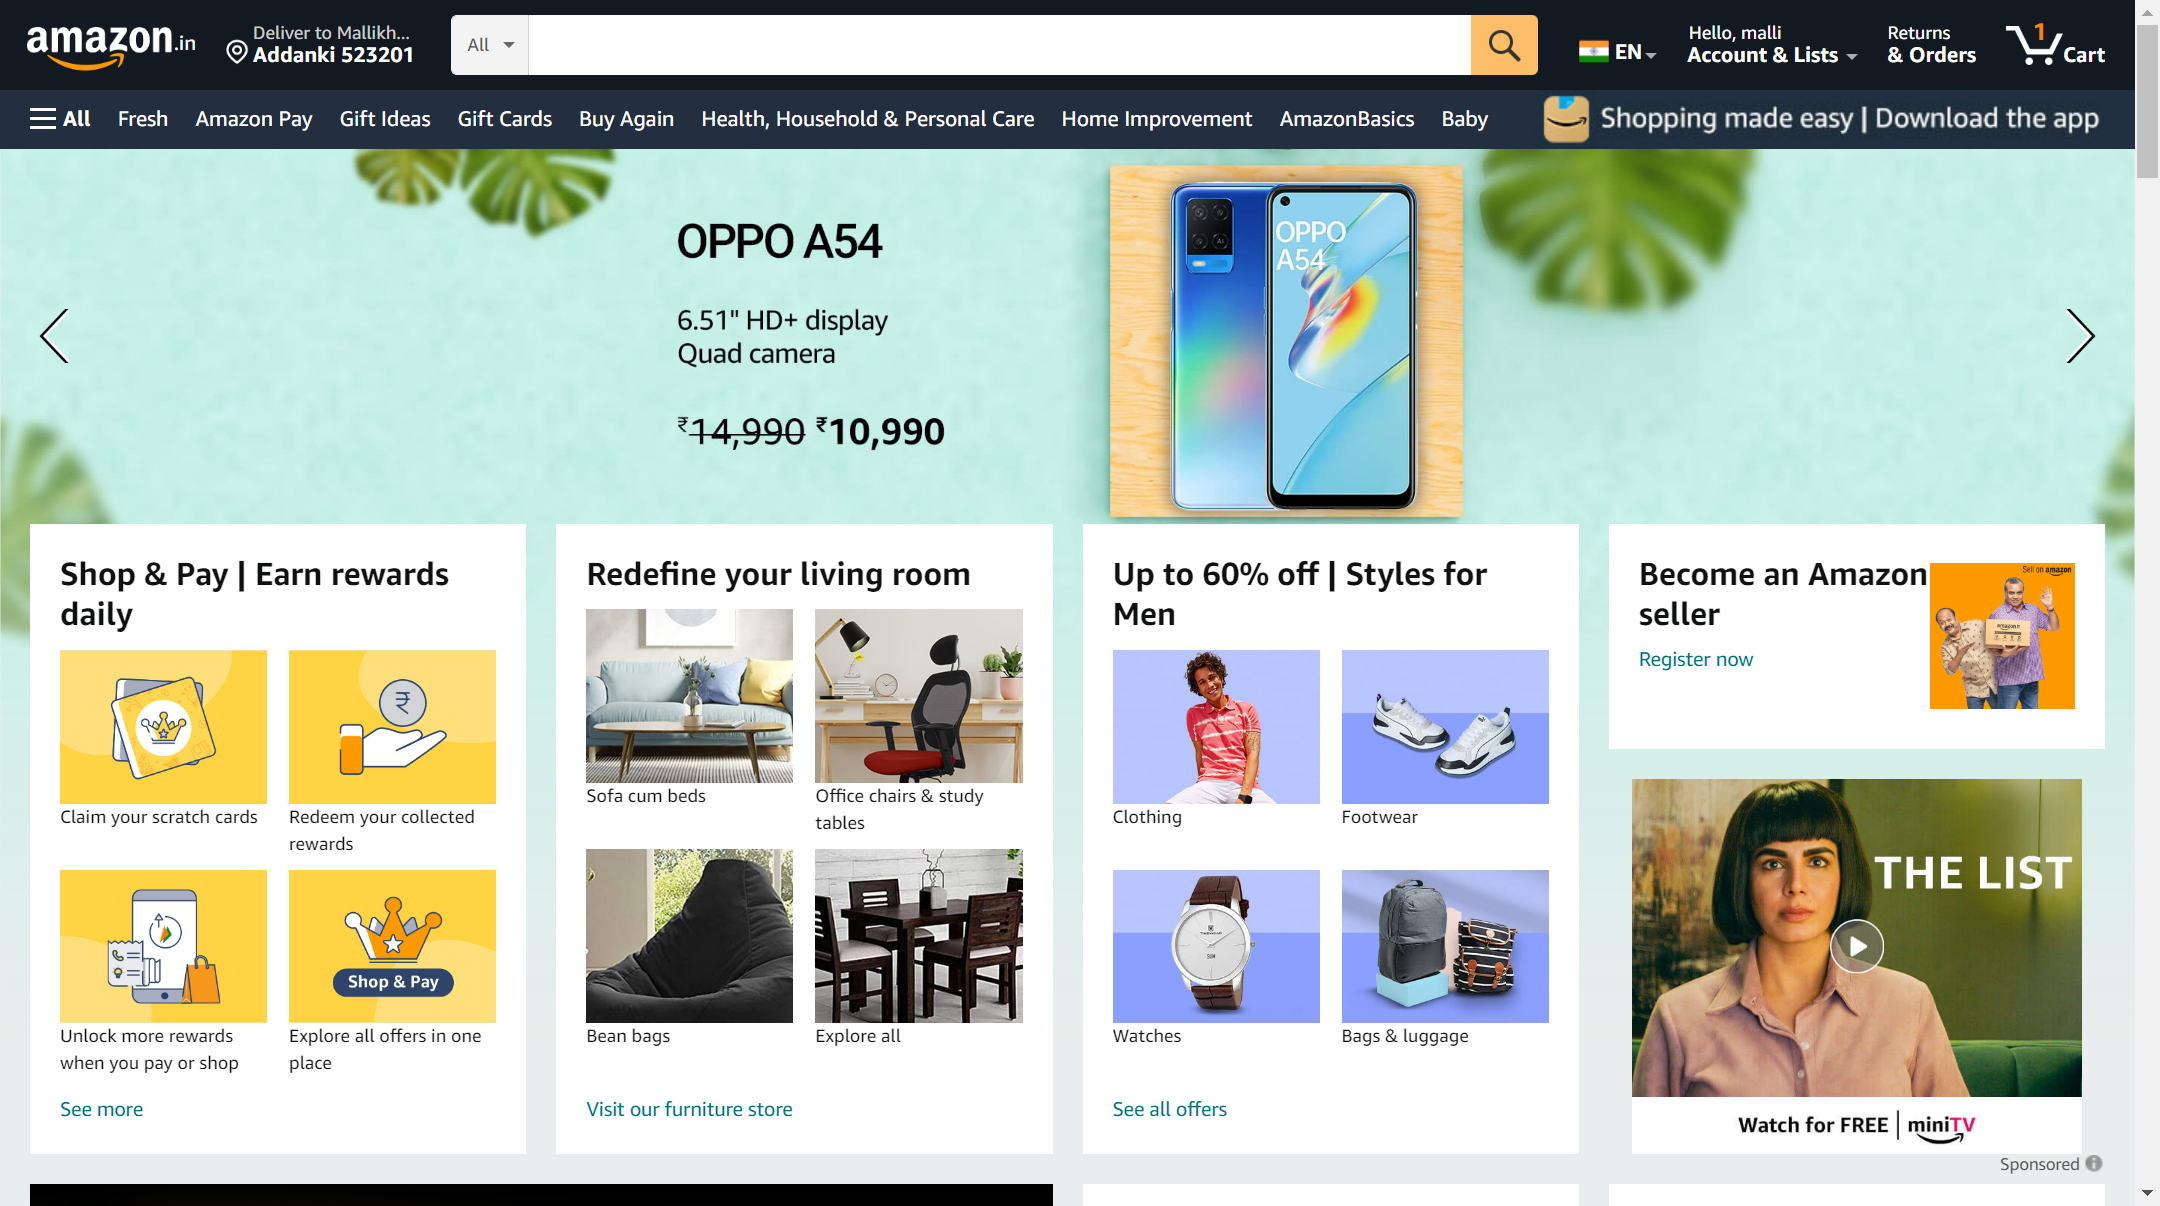 amazon.in
Deliver to Mallikh...
Addanki 523201
All
EN
Hello, malli
Account & Lists
Returns
& Orders
1
Cart
All
Fresh
Amazon Pay
Gift Ideas
Gift Cards
Buy Again
Health, Household & Personal Care
Home Improvement
AmazonBasics
Baby
Shopping made easy | Download the app
OPPO A54
6.51" HD+ display
Quad camera
₹14,990 ₹10,990
OPPO
A54
AI
Shop & Pay | Earn rewards
daily
Claim your scratch cards
Redeem your collected
rewards
Shop & Pay
Unlock more rewards
when you pay or shop
Explore all offers in one
place
See more
Redefine your living room
Sofa cum beds
Office chairs & study
tables
Bean bags
Explore all
Visit our furniture store
Up to 60% off | Styles for
Men
Clothing
Footwear
Watches
Bags & luggage
See all offers
Become an Amazon
seller
Register now
Sell on amazon
THE LIST
Watch for FREE | miniTV
Sponsored